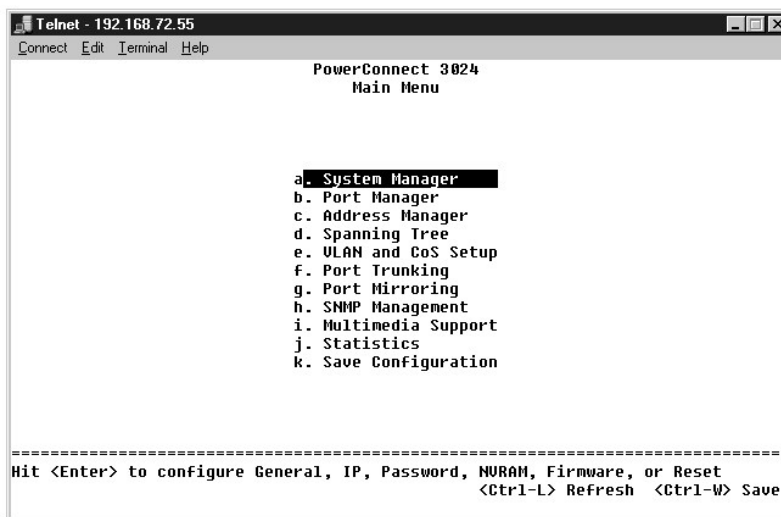 Telnet - 192.168.72.55
Connect Edit Terminal Help
PowerConnect 3024
Main Menu
a. System Manager
b. Port Manager
c. Address Manager
d. Spanning Tree
e. VLAN and CoS Setup
f. Port Trunking
g. Port Mirroring
h. SNMP Management
i. Multimedia Support
j. Statistics
k. Save Configuration
================================================================================
Hit <Enter> to configure General, IP, Password, NVRAM, Firmware, or Reset
<Ctrl-L> Refresh <Ctrl-W> Save